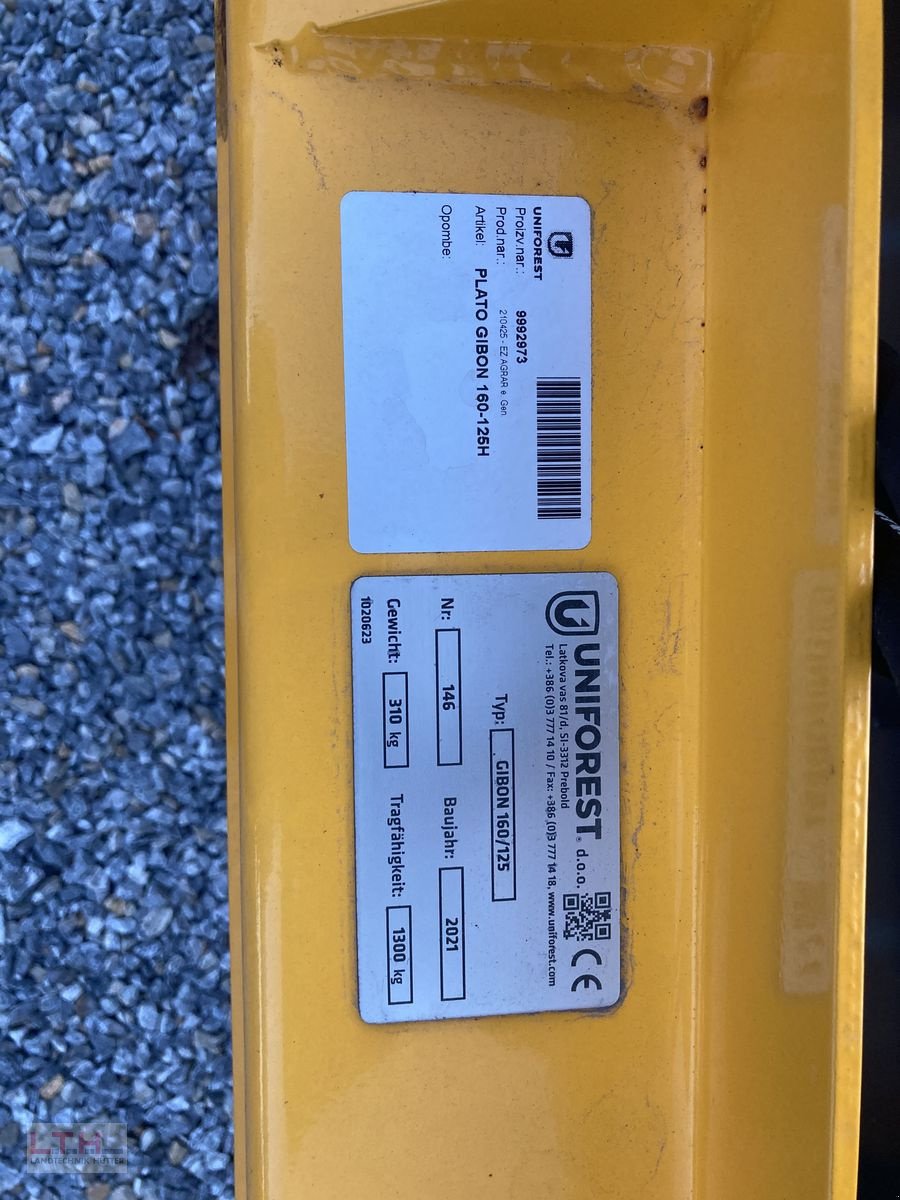 UNIFOREST
Proizv.nar.: 9992973
Prod.nar.: 210425 - EZ AGRAR e. Gen.
Artikel: PLATO GIBON 160-125H
Opombe:
UNIFOREST® d.o.o. CE
Latkova vas 81/d, SI-3312 Prebold
Tel.: +386 (0)3 777 14 10 / Fax: +386 (0)3 777 14 18, www.uniforest.com
Typ: GIBON 160/125
Nr: 146 Baujahr: 2021
Gewicht: 310 kg Tragfähigkeit: 1300 kg
1020623
LTH
LANDTECHNIK HÜTTER